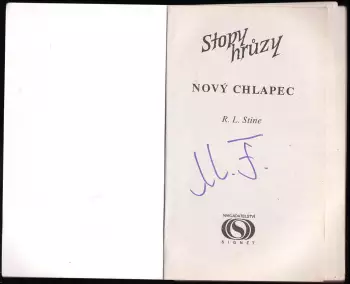 Stopy
hrůzy
NOVÝ CHLAPEC
R. L. Stine
M. F.
NAKLADATELSTVÍ
SIGNET